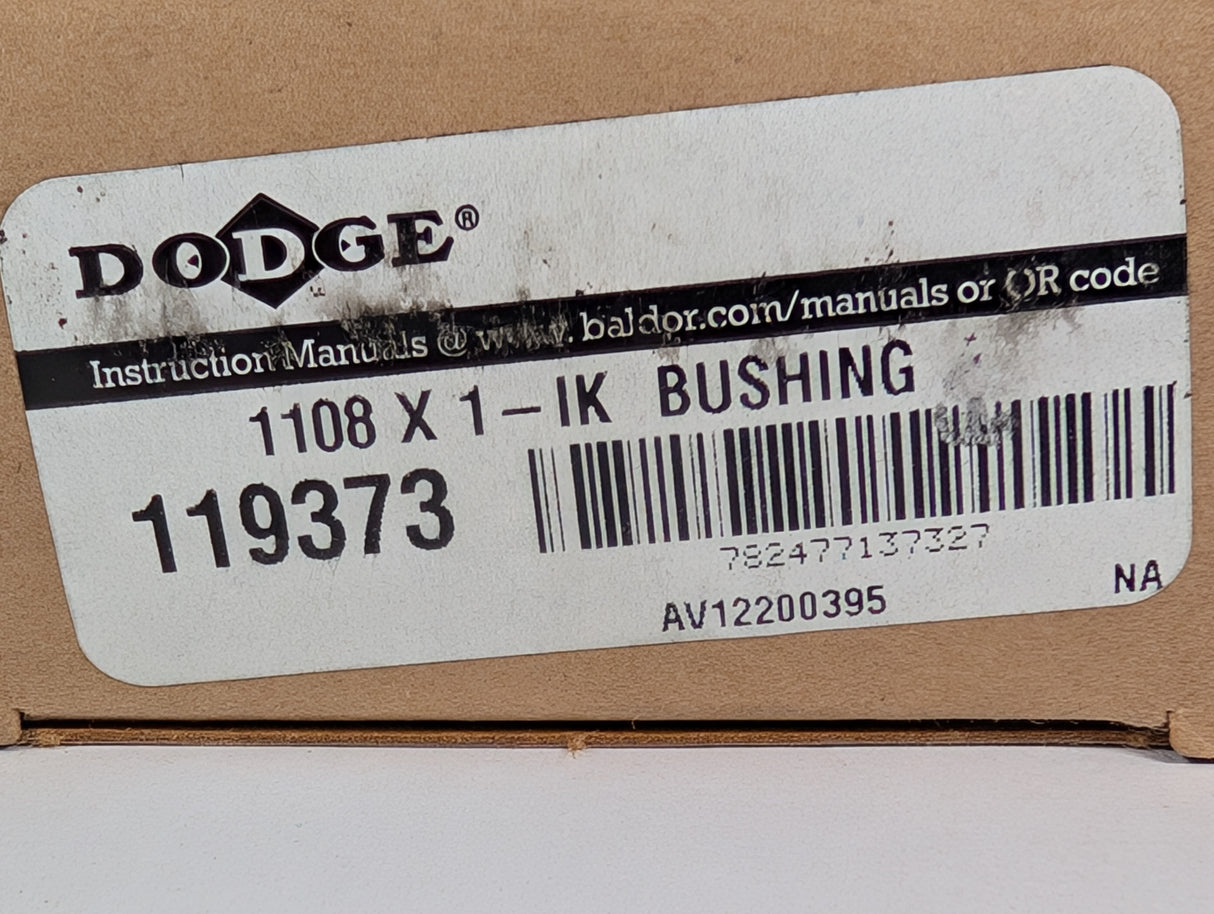 DODGE®
Instruction Manuals @ www.baldor.com/manuals or QR code
1108 X 1-IK BUSHING
119373
782477137327
AV12200395
NA